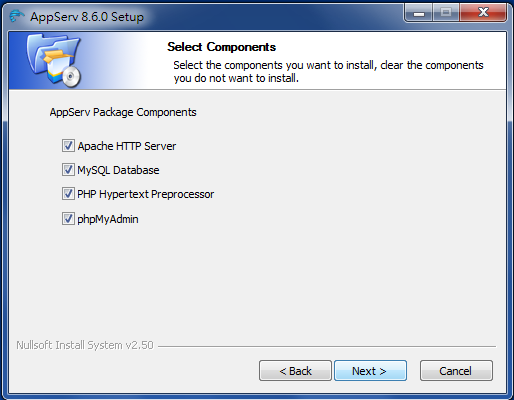 AppServ 8.6.0 Setup
Select Components
Select the components you want to install, clear the components
you do not want to install.
AppServ Package Components
Apache HTTP Server
MySQL Database
PHP Hypertext Preprocessor
phpMyAdmin
Nullsoft Install System v2.50
< Back
Next >
Cancel